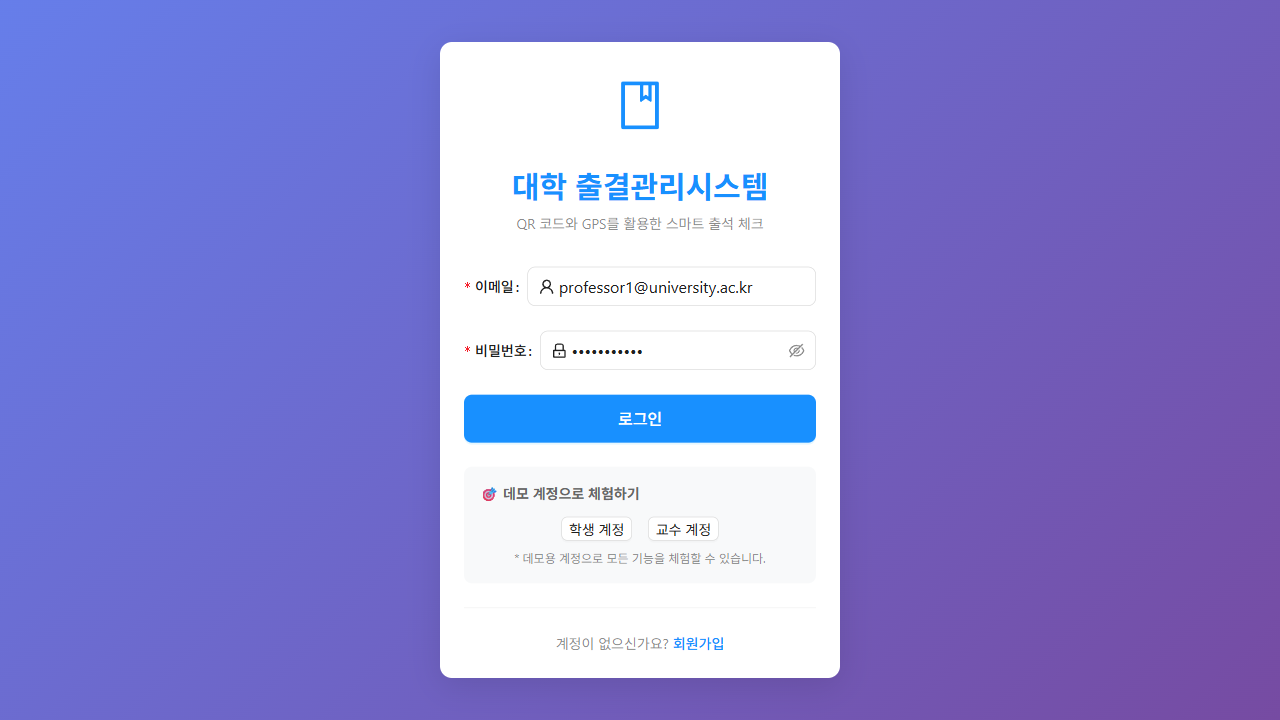 대학 출결관리시스템
QR 코드와 GPS를 활용한 스마트 출석 체크
* 이메일 : professor1@university.ac.kr
* 비밀번호 : •••••••••••
로그인
🎯 데모 계정으로 체험하기
학생 계정 교수 계정
* 데모용 계정으로 모든 기능을 체험할 수 있습니다.
계정이 없으신가요? 회원가입